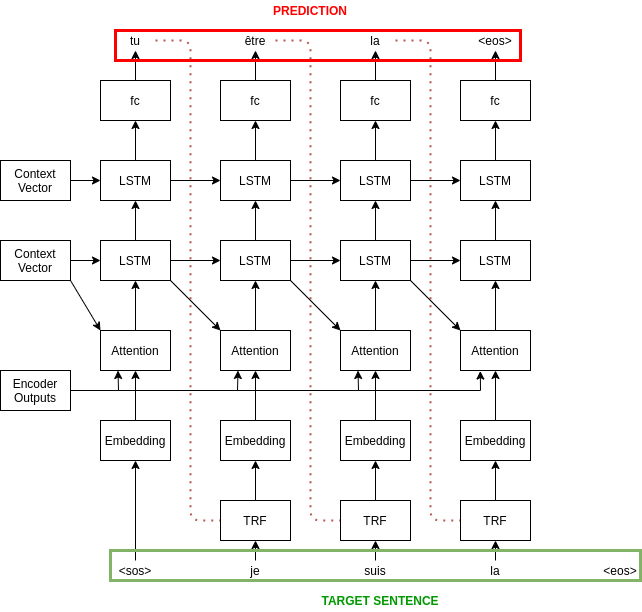 PREDICTION
tu être la <eos>
fc fc fc fc
Context
Vector
LSTM LSTM LSTM LSTM
Context
Vector
LSTM LSTM LSTM LSTM
Attention Attention Attention Attention
Encoder
Outputs
Embedding Embedding Embedding Embedding
TRF TRF TRF
<sos> je suis la <eos>
TARGET SENTENCE